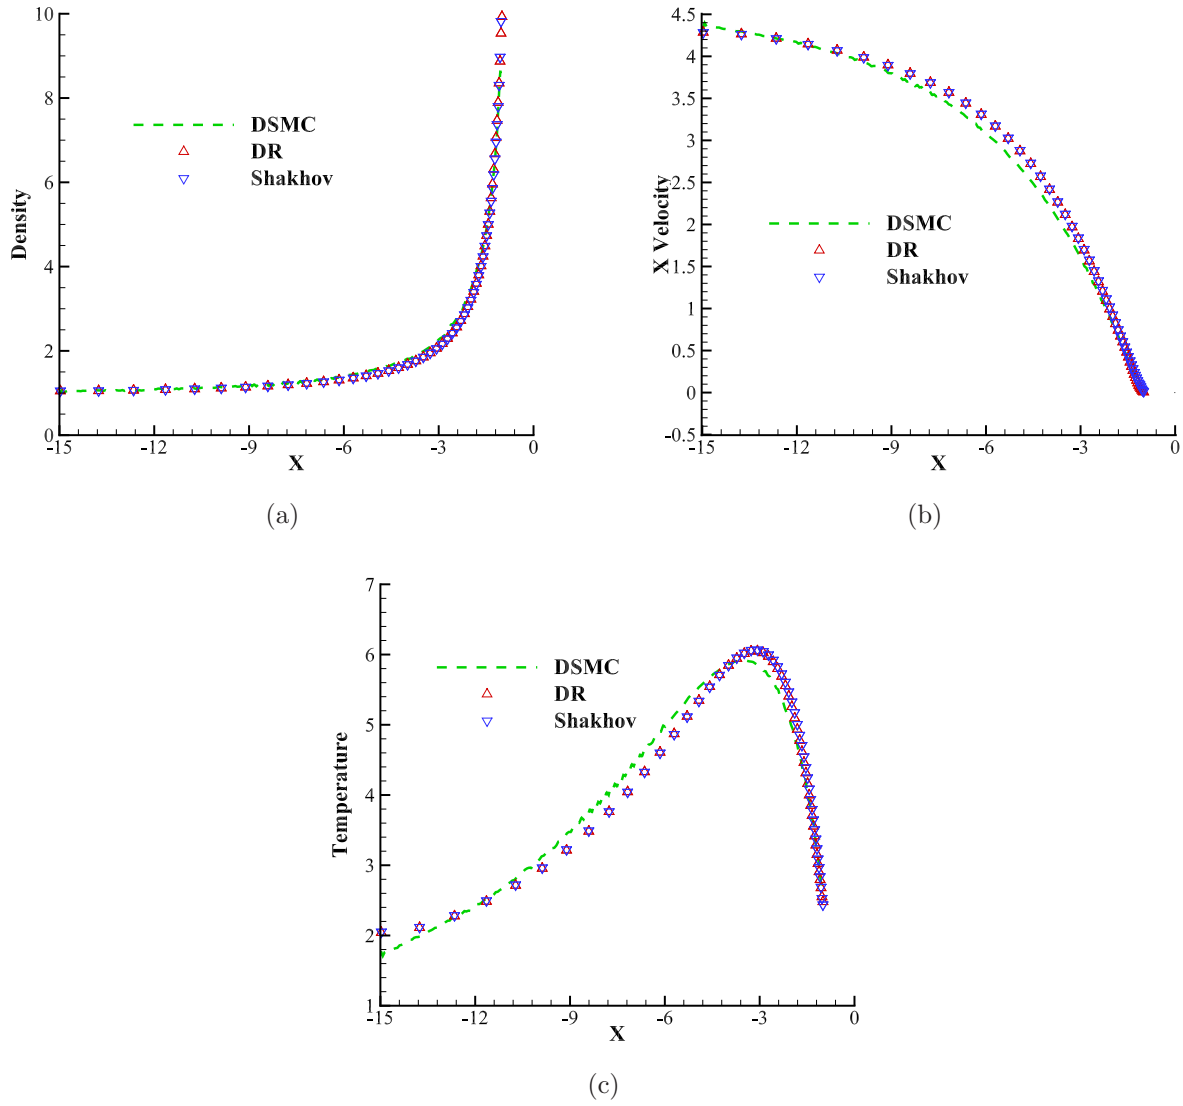 10
8
6
4
2
0
Density
DSMC
DR
Shakhov
-15 -12 -9 -6 -3 0
X
(a)
4.5
4
3.5
3
2.5
2
1.5
1
0.5
0
-0.5
X Velocity
DSMC
DR
Shakhov
-15 -12 -9 -6 -3 0
X
(b)
7
6
5
4
3
2
1
Temperature
DSMC
DR
Shakhov
-15 -12 -9 -6 -3 0
X
(c)